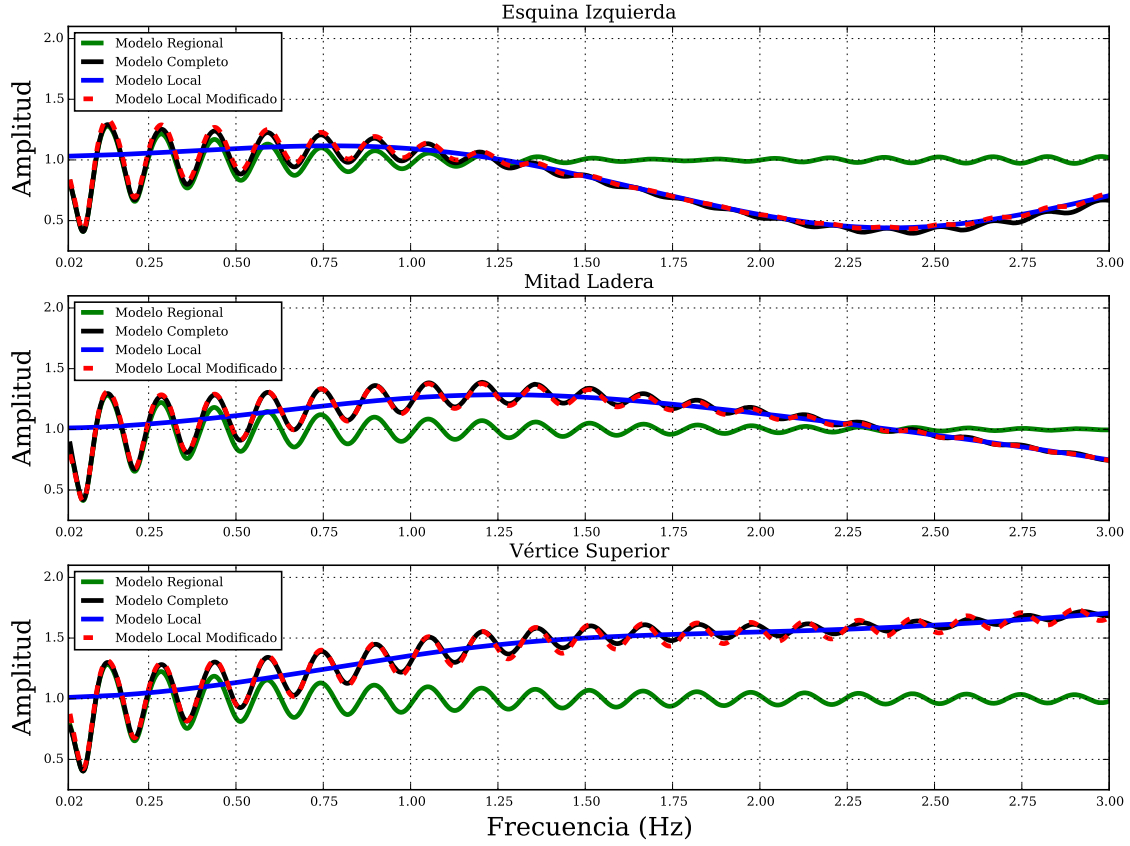 Esquina Izquierda
2.0
1.5
1.0
0.5
Amplitud
Modelo Regional
Modelo Completo
Modelo Local
Modelo Local Modificado
0.02 0.25 0.50 0.75 1.00 1.25 1.50 1.75 2.00 2.25 2.50 2.75 3.00
Mitad Ladera
2.0
1.5
1.0
0.5
Amplitud
Modelo Regional
Modelo Completo
Modelo Local
Modelo Local Modificado
0.02 0.25 0.50 0.75 1.00 1.25 1.50 1.75 2.00 2.25 2.50 2.75 3.00
Vértice Superior
2.0
1.5
1.0
0.5
Amplitud
Modelo Regional
Modelo Completo
Modelo Local
Modelo Local Modificado
0.02 0.25 0.50 0.75 1.00 1.25 1.50 1.75 2.00 2.25 2.50 2.75 3.00
Frecuencia (Hz)